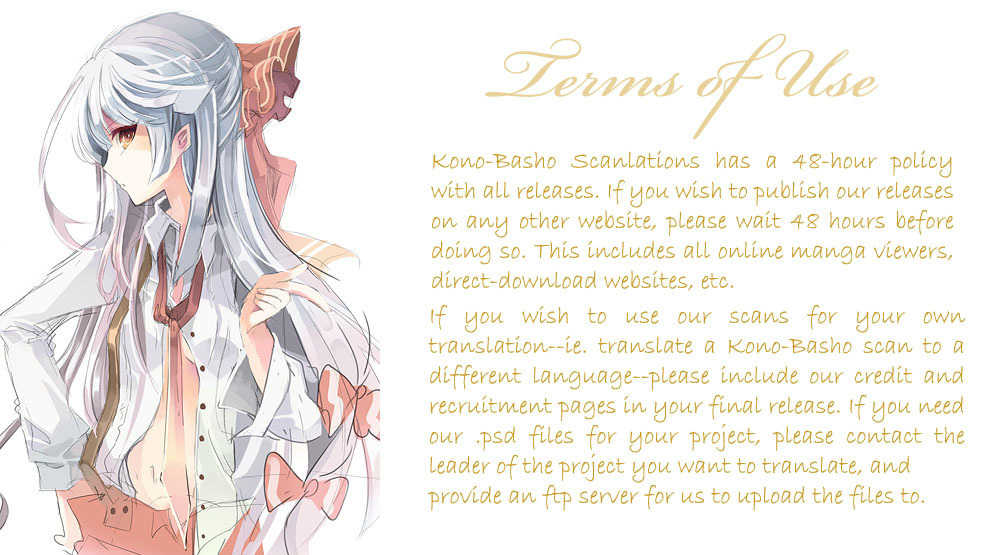 Terms of Use
Kono-Basho Scanlations has a 48-hour policy
with all releases. If you wish to publish our releases
on any other website, please wait 48 hours before
doing so. This includes all online manga viewers,
direct-download websites, etc.
If you wish to use our scans for your own
translation--ie. translate a Kono-Basho scan to a
different language--please include our credit and
recruitment pages in your final release. If you need
our .psd files for your project, please contact the
leader of the project you want to translate, and
provide an ftp server for us to upload the files to.